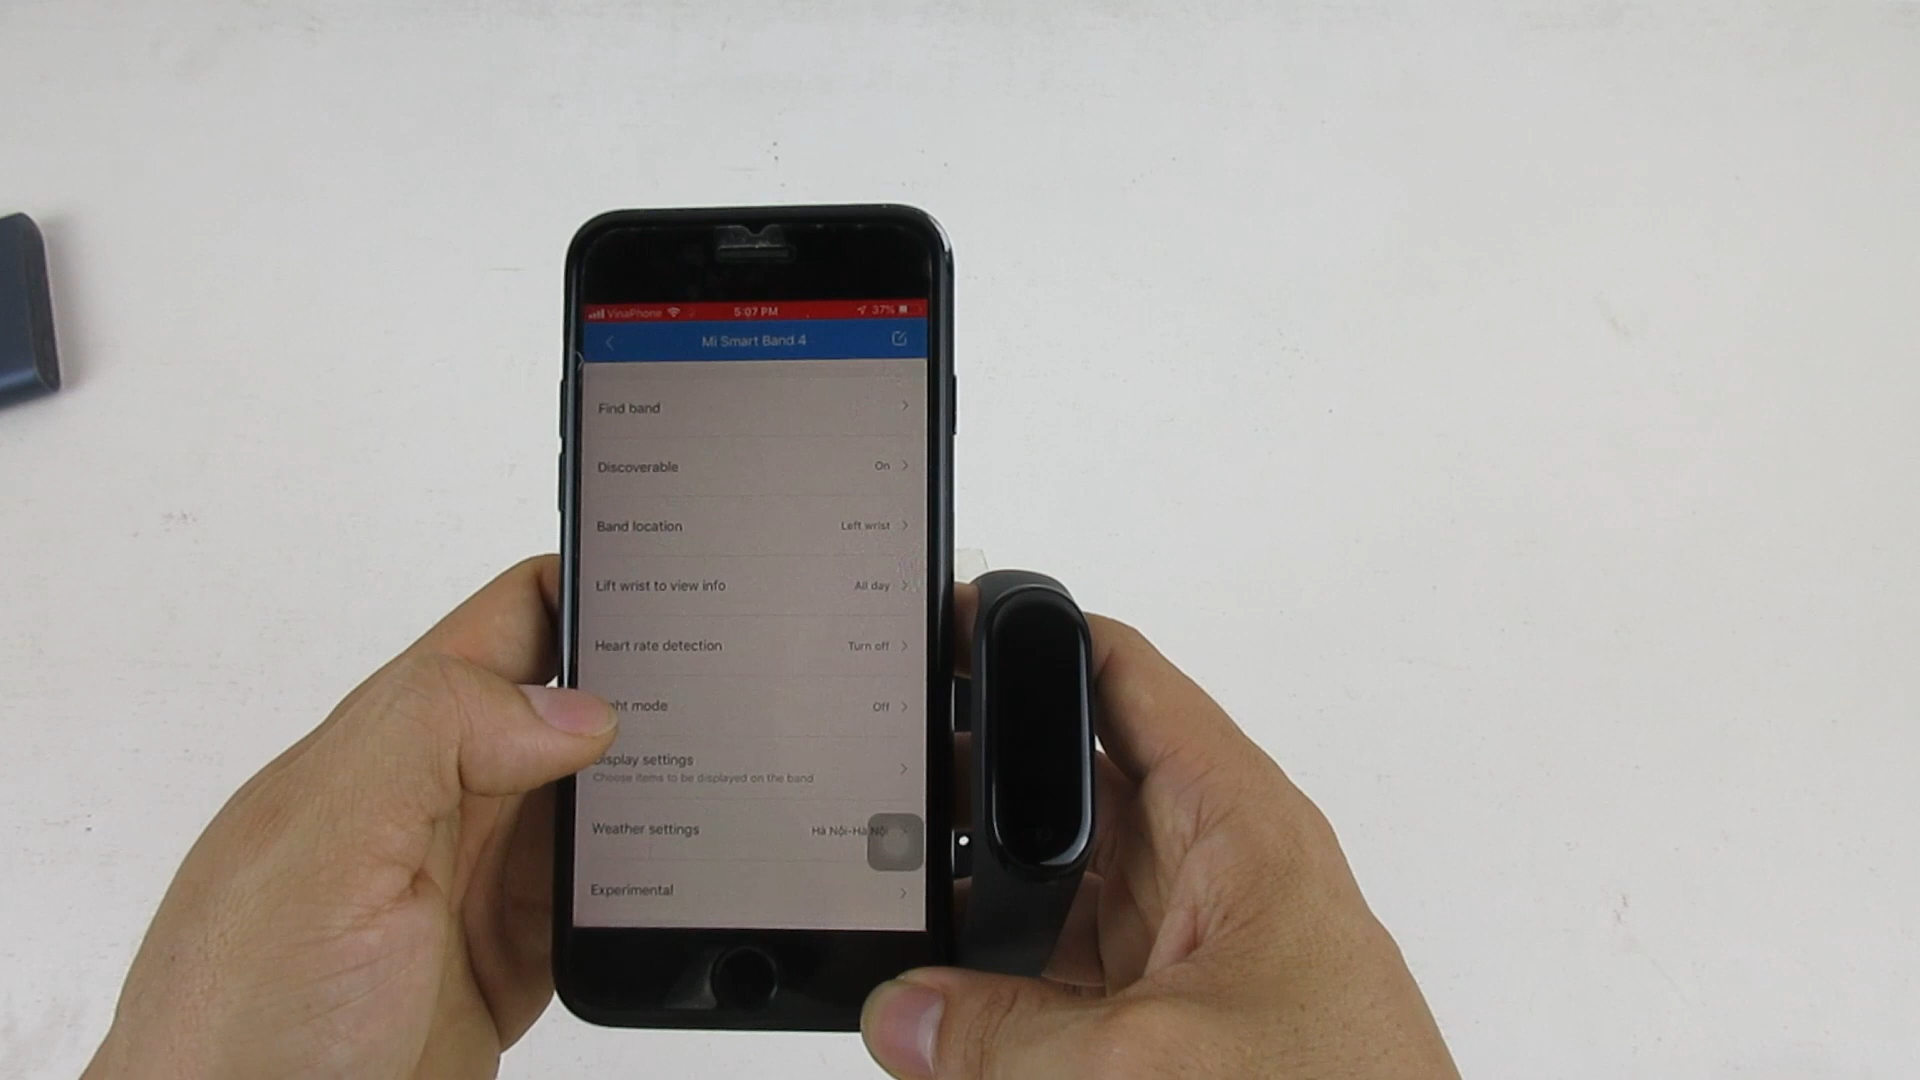 VinaPhone 5:07 PM 37%
Mi Smart Band 4
Find band
Discoverable On
Band location Left wrist
Lift wrist to view info All day
Heart rate detection Turn off
mode Off
Display settings
Choose items to be displayed on the band
Weather settings Hà Nội-Hà Nội
Experimental